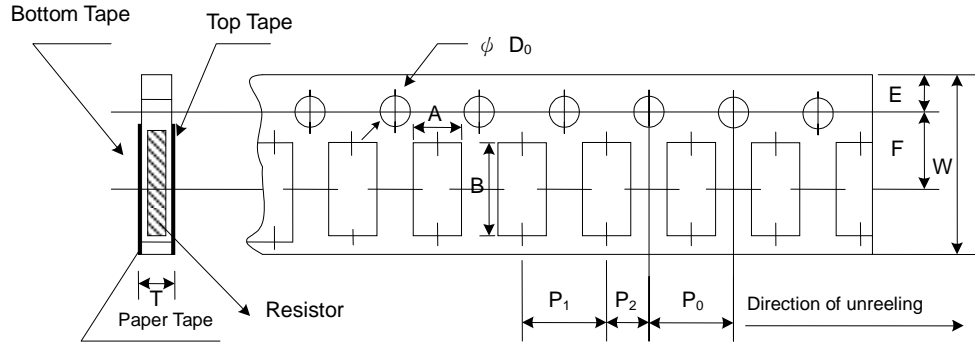 Bottom Tape
Top Tape
ψ D₀
E
A
F
B
W
T
P₁
P₂
P₀
Direction of unreeling
Resistor
Paper Tape